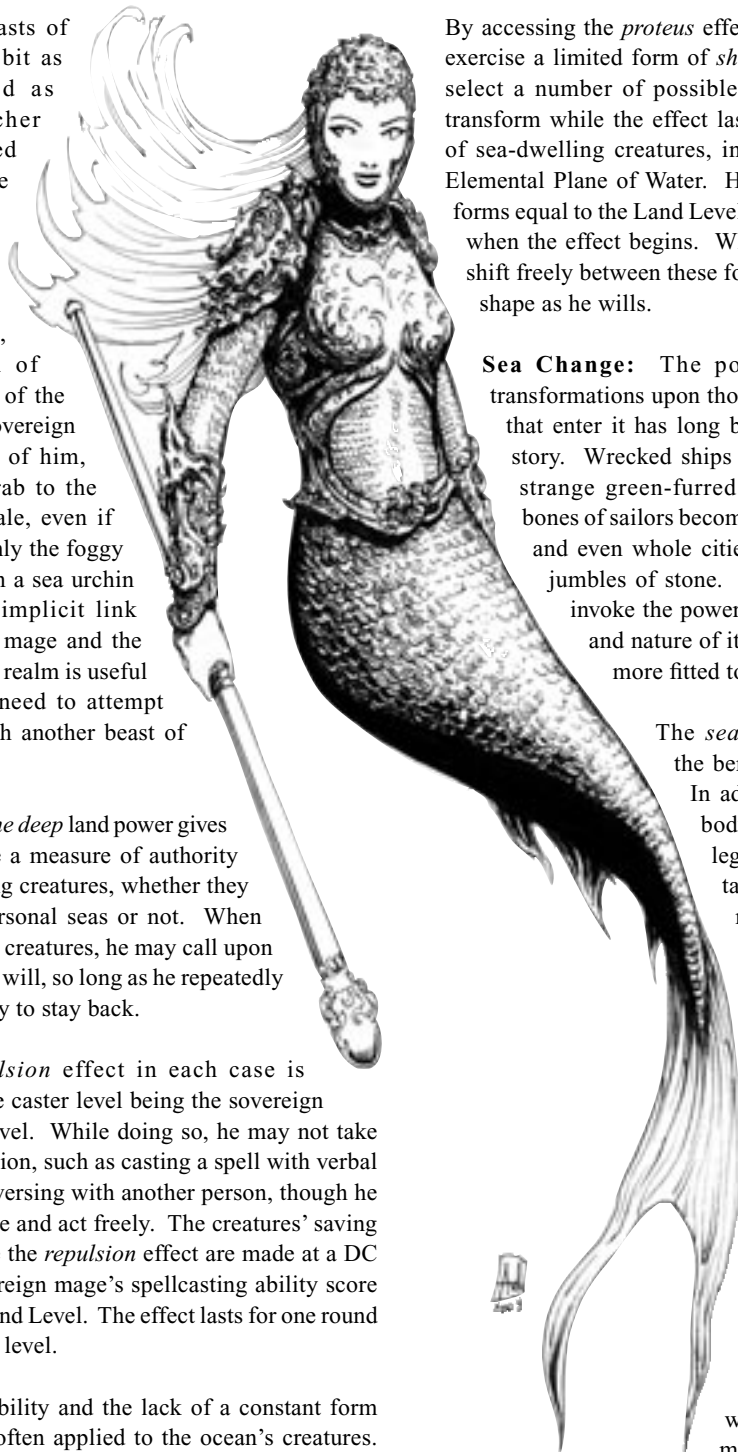 asts of
bit as
d as
cher
ed
e
,
of
of the
overeign
of him,
rab to the
ale, even if
nly the foggy
n a sea urchin
implicit link
mage and the
realm is useful
need to attempt
h another beast of
he deep land power gives
e a measure of authority
g creatures, whether they
ersonal seas or not. When
creatures, he may call upon
will, so long as he repeatedly
y to stay back.
lsion effect in each case is
e caster level being the sovereign
vel. While doing so, he may not take
ion, such as casting a spell with verbal
versing with another person, though he
e and act freely. The creatures' saving
the repulsion effect are made at a DC
reign mage's spellcasting ability score
nd Level. The effect lasts for one round
level.
bility and the lack of a constant form
often applied to the ocean's creatures.
By accessing the proteus effe
exercise a limited form of sh
select a number of possible
transform while the effect las
of sea-dwelling creatures, in
Elemental Plane of Water. H
forms equal to the Land Level
when the effect begins. W
shift freely between these fo
shape as he wills.
Sea Change: The po
transformations upon tho
that enter it has long b
story. Wrecked ships
strange green-furred
bones of sailors becom
and even whole citie
jumbles of stone.
invoke the power
and nature of it
more fitted to
The sea
the ben
In ad
bod
leg
ta
r
w
m